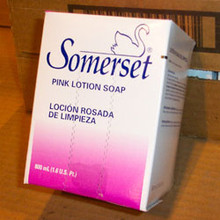 Somerset®
PINK LOTION SOAP
LOCIÓN ROSADA
DE LIMPIEZA
800 mL (1.6 U.S. Pt.)